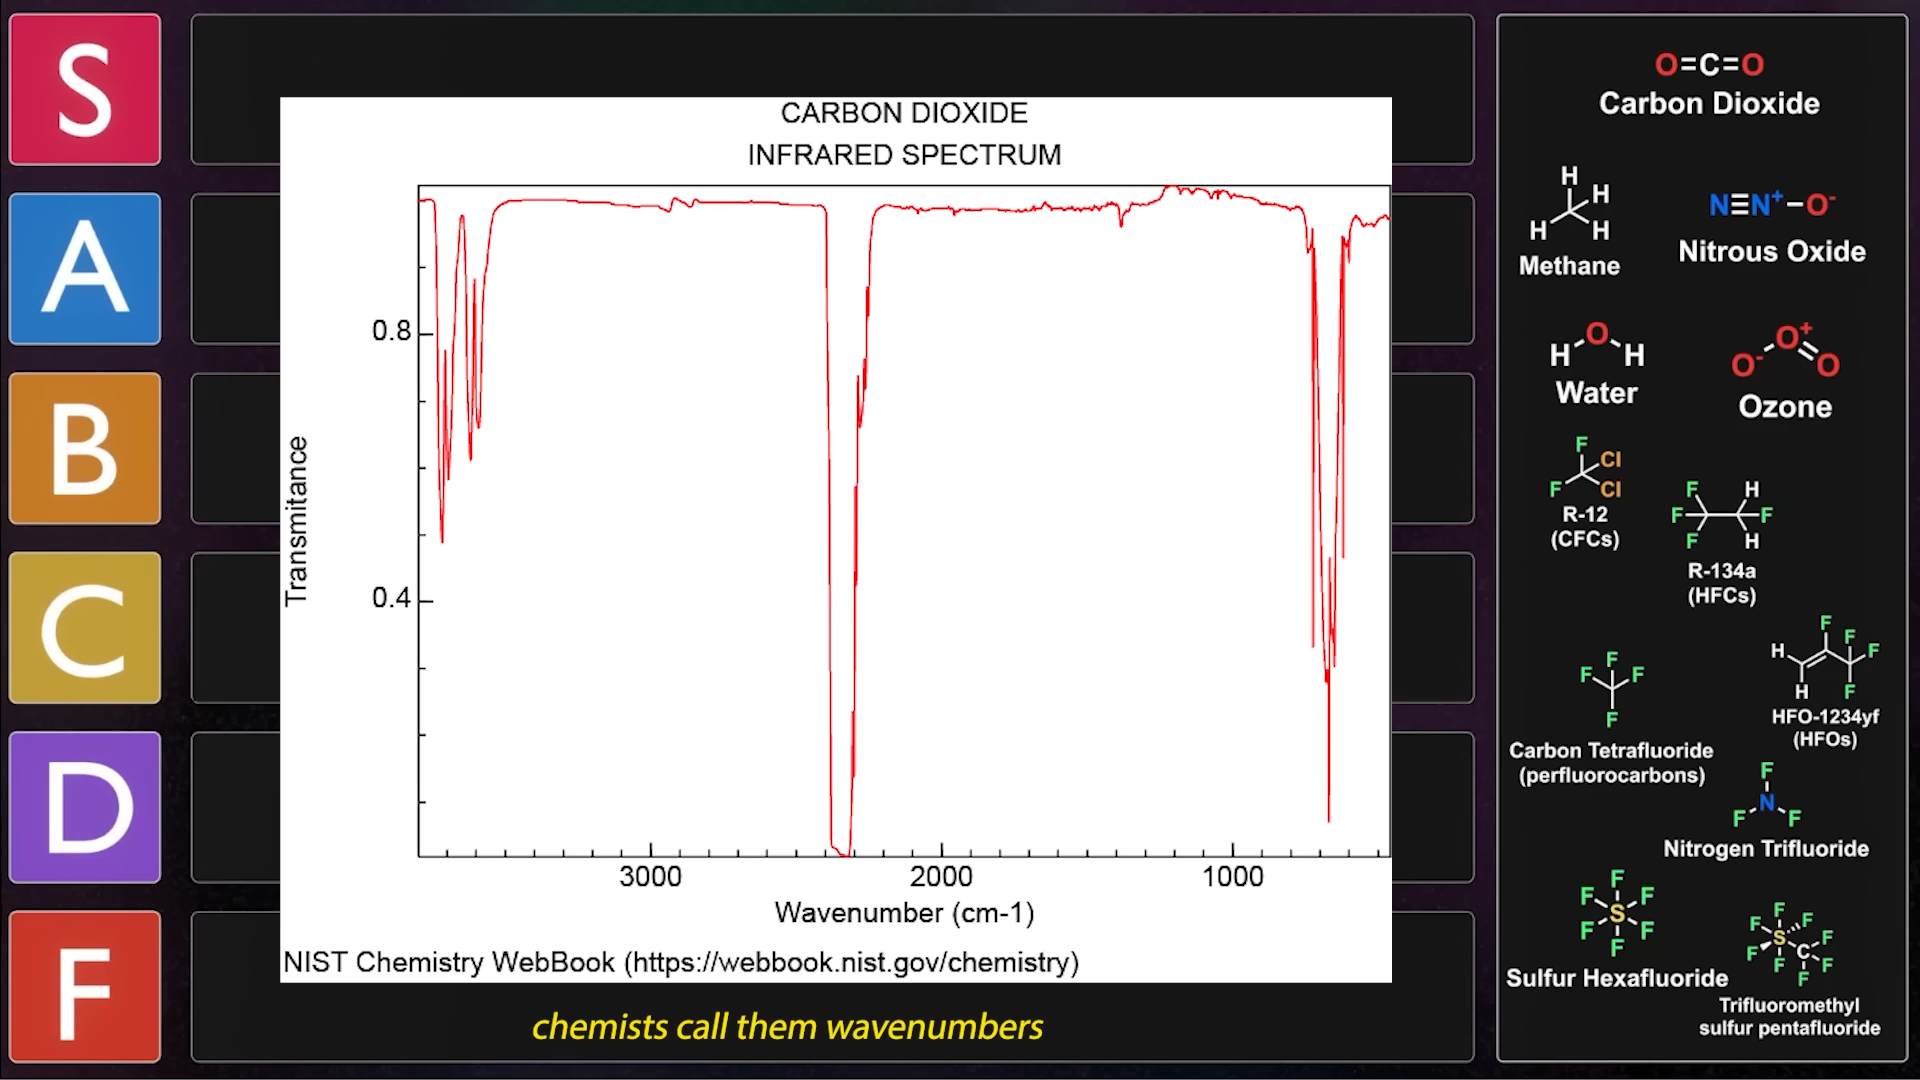 S
A
B
C
D
F
CARBON DIOXIDE
INFRARED SPECTRUM
Transmitance
0.8
0.4
3000
2000
1000
Wavenumber (cm-1)
NIST Chemistry WebBook (https://webbook.nist.gov/chemistry)
chemists call them wavenumbers
O=C=O
Carbon Dioxide
H
H
H
H
Methane
N≡N⁺–O⁻
Nitrous Oxide
O
H
H
Water
O⁺
O⁻
O
Ozone
F
Cl
F
Cl
R-12
(CFCs)
F
H
F
F
F
H
R-134a
(HFCs)
F
F
F
F
Carbon Tetrafluoride
(perfluorocarbons)
F
F
H
F
H
F
HFO-1234yf
(HFOs)
F
N
F
F
Nitrogen Trifluoride
F
F
F
S
F
F
F
Sulfur Hexafluoride
F
F
F
S
F
F
C
F
F
F
Trifluoromethyl
sulfur pentafluoride